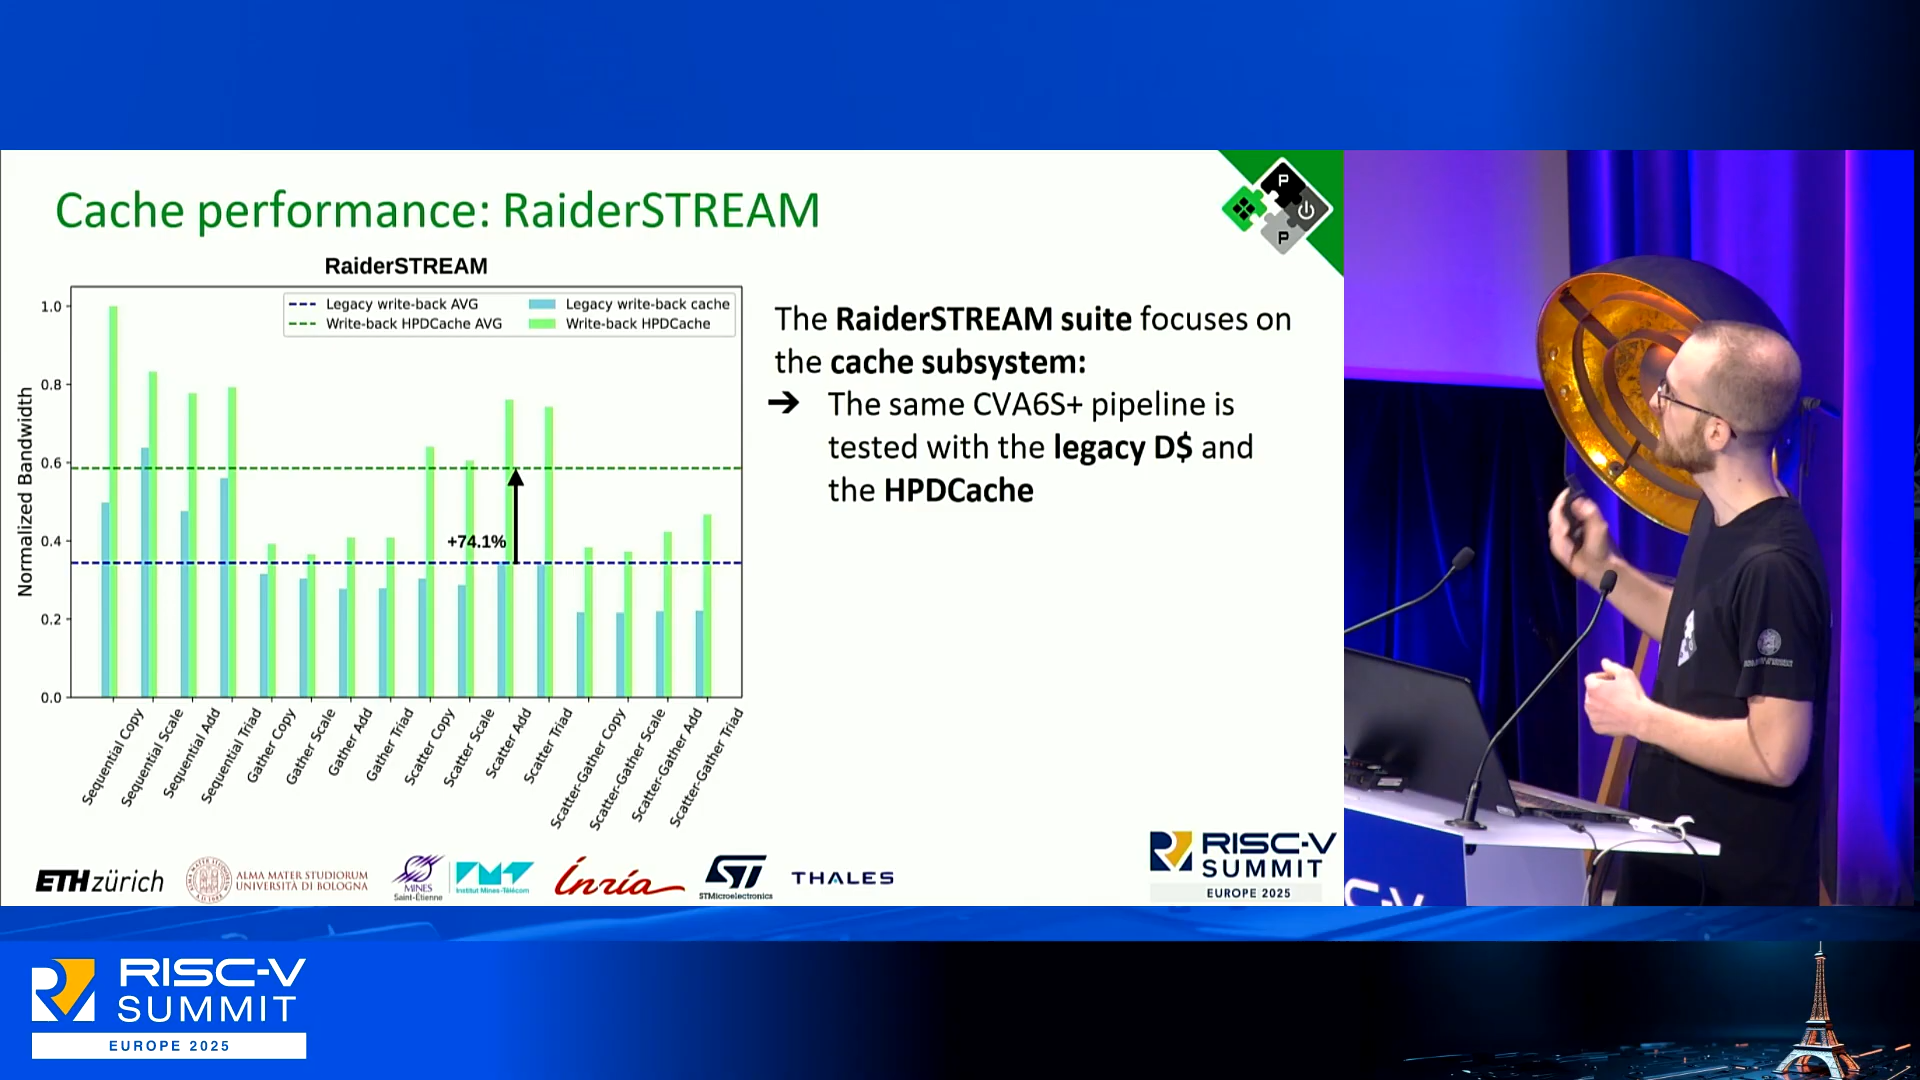 Cache performance: RaiderSTREAM
P
P
RaiderSTREAM
Legacy write-back AVG
Write-back HPDCache AVG
Legacy write-back cache
Write-back HPDCache
Normalized Bandwidth
1.0
0.8
0.6
0.4
0.2
0.0
+74.1%
Sequential Copy
Sequential Scale
Sequential Add
Sequential Triad
Gather Copy
Gather Scale
Gather Add
Gather Triad
Scatter Copy
Scatter Scale
Scatter Add
Scatter Triad
Scatter-Gather Copy
Scatter-Gather Scale
Scatter-Gather Add
Scatter-Gather Triad
The RaiderSTREAM suite focuses on
the cache subsystem:
➔ The same CVA6S+ pipeline is
tested with the legacy D$ and
the HPDCache
ETH zürich
ALMA MATER STUDIORUM
UNIVERSITÀ DI BOLOGNA
MINES
Saint-Étienne
IMT
Institut Mines-Télécom
Inria
ST
STMicroelectronics
THALES
RISC-V
SUMMIT
EUROPE 2025
RISC-V
SUMMIT
EUROPE 2025